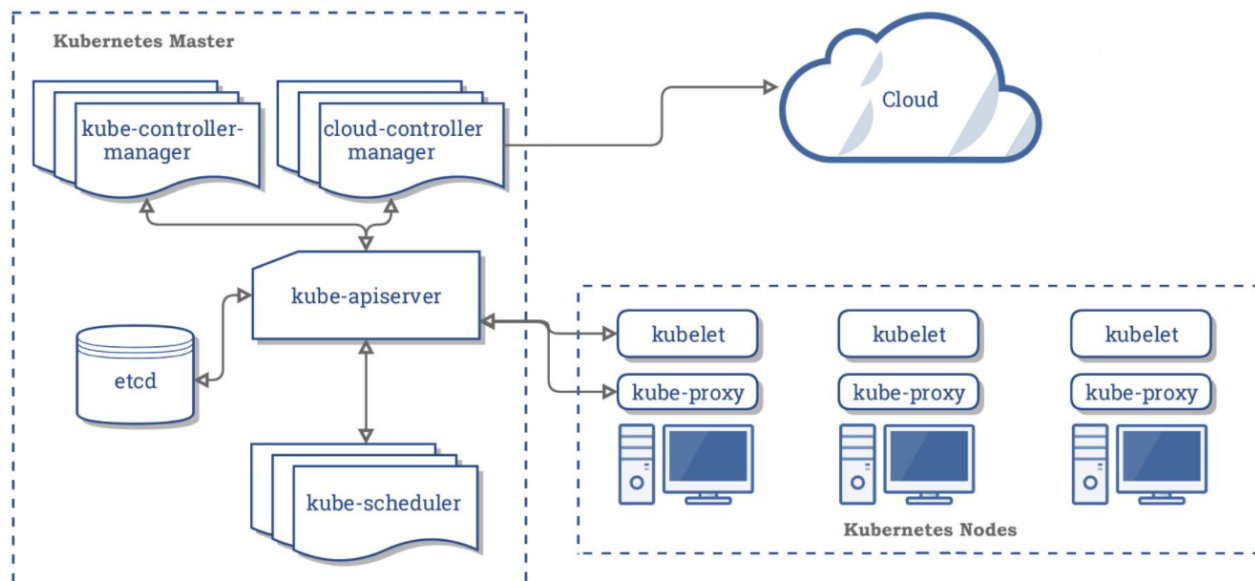 Kubernetes Master
kube-controller-
manager
cloud-controller
manager
Cloud
kube-apiserver
etcd
kube-scheduler
kubelet
kubelet
kubelet
kube-proxy
kube-proxy
kube-proxy
Kubernetes Nodes